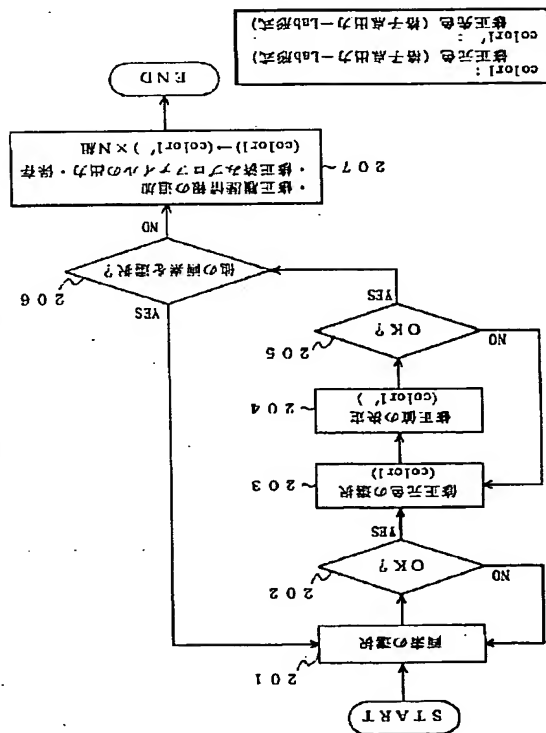 START
画素の選択
201
OK?
202
NO
YES
修正元色の選択
(color1)
203
修正値の決定
(color1')
204
OK?
205
NO
YES
他の画素を選択?
206
YES
NO
・修正履歴情報の追加
・修正済みプロファイルの出力・保存
(color1)→(color1')×N組
207
END
color1:
修正元色(格子点出力－Lab形式)
color1':
修正先色(格子点出力－Lab形式)